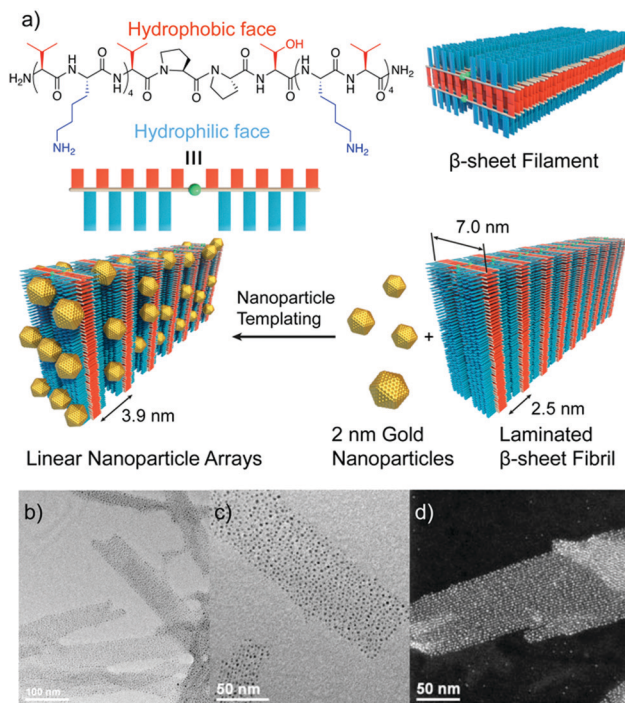 a)
Hydrophobic face
OH
H₂N
O
N
H
O
4
N
O
N
O
H
N
O
N
H
O
4
NH₂
NH₂
NH₂
Hydrophilic face
β-sheet Filament
7.0 nm
Nanoparticle
Templating
+
3.9 nm
2.5 nm
Linear Nanoparticle Arrays
2 nm Gold
Nanoparticles
Laminated
β-sheet Fibril
b)
c)
d)
100 nm
50 nm
50 nm